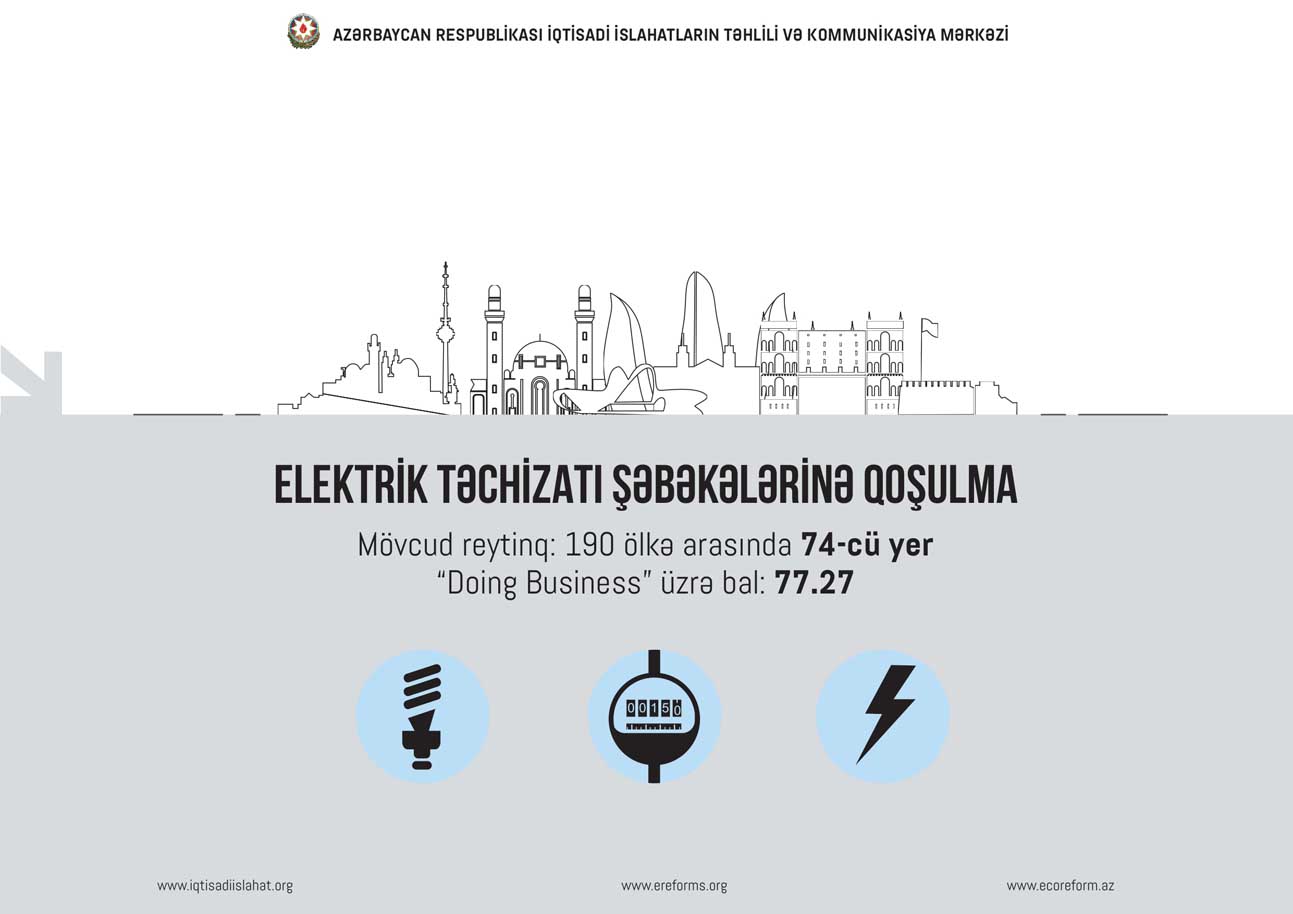 AZƏRBAYCAN RESPUBLİKASI İQTİSADİ İSLAHATLARIN TƏHLİLİ VƏ KOMMUNİKASİYA MƏRKƏZİ
ELEKTRİK TƏCHİZATI ŞƏBƏKƏLƏRİNƏ QOŞULMA
Mövcud reytinq: 190 ölkə arasında 74-cü yer
“Doing Business” üzrə bal: 77.27
00150
www.iqtisadiislahat.org
www.ereforms.org
www.ecoreform.az